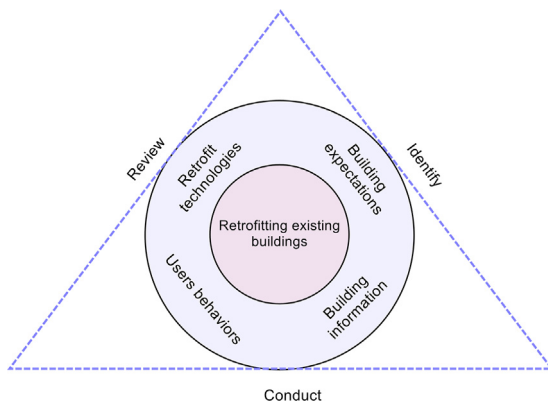 Review
Identify
Retrofit
technologies
Building
expectations
Retrofitting existing
buildings
Users behaviors
Building
information
Conduct